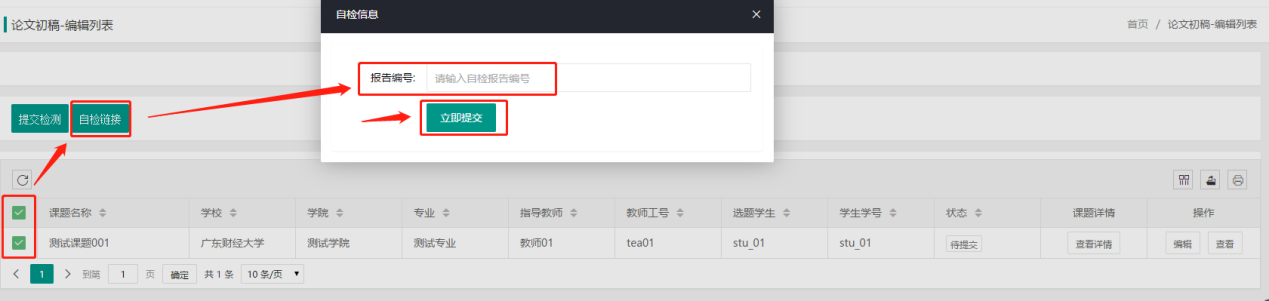 自检信息
论文初稿-编辑列表
首页 / 论文初稿-编辑列表
报告编号: 请输入自检报告编号
提交检测 自检链接
立即提交
课题名称 学校 学院 专业 指导教师 教师工号 选题学生 学生学号 状态 课题详情 操作
测试课题001 广东财经大学 测试学院 测试专业 教师01 tea01 stu_01 stu_01 待提交 查看详情 编辑 查看
1 到第 1 页 确定 共 1 条 10 条/页